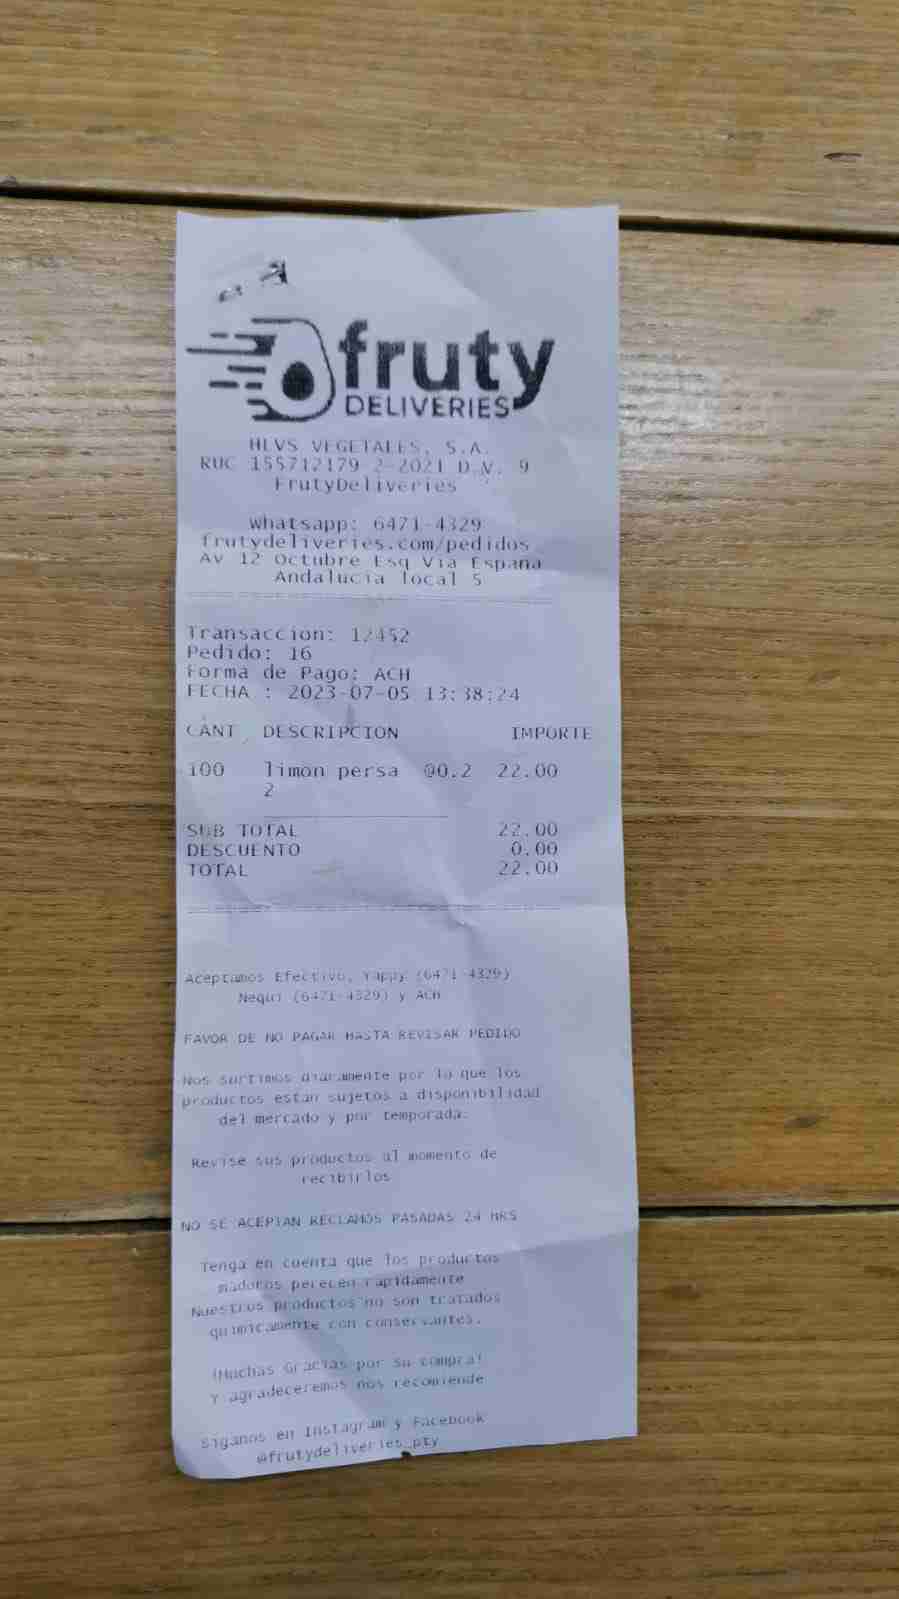 fruty
DELIVERIES
HLVS VEGETALES, S.A.
RUC 155712179-2-2021 D.V. 9
FrutyDeliveries
Whatsapp: 6471-4329
frutydeliveries.com/pedidos
Av 12 Octubre Esq Via España
Andalucia local 5
Transaccion: 12452
Pedido: 16
Forma de Pago: ACH
FECHA : 2023-07-05 13:38:24
CANT DESCRIPCION IMPORTE
100 limon persa @0.2 22.00
2
SUB TOTAL 22.00
DESCUENTO 0.00
TOTAL 22.00
Aceptamos Efectivo, Yappy (6471-4329)
Nequi (6471-4329) y ACH
FAVOR DE NO PAGAR HASTA REVISAR PEDIDO
Nos surtimos diaramente por lo que los
productos estan sujetos a disponibilidad
del mercado y por temporada.
Revise sus productos al momento de
recibirlos
NO SE ACEPTAN RECLAMOS PASADAS 24 HRS
Tenga en cuenta que los productos
maduros perecen rapidamente
Nuestros productos no son tratados
quimicamente con conservantes.
¡Muchas Gracias por su compra!
y agradeceremos nos recomiende
Siganos en Instagram y Facebook
@frutydeliveries_pty